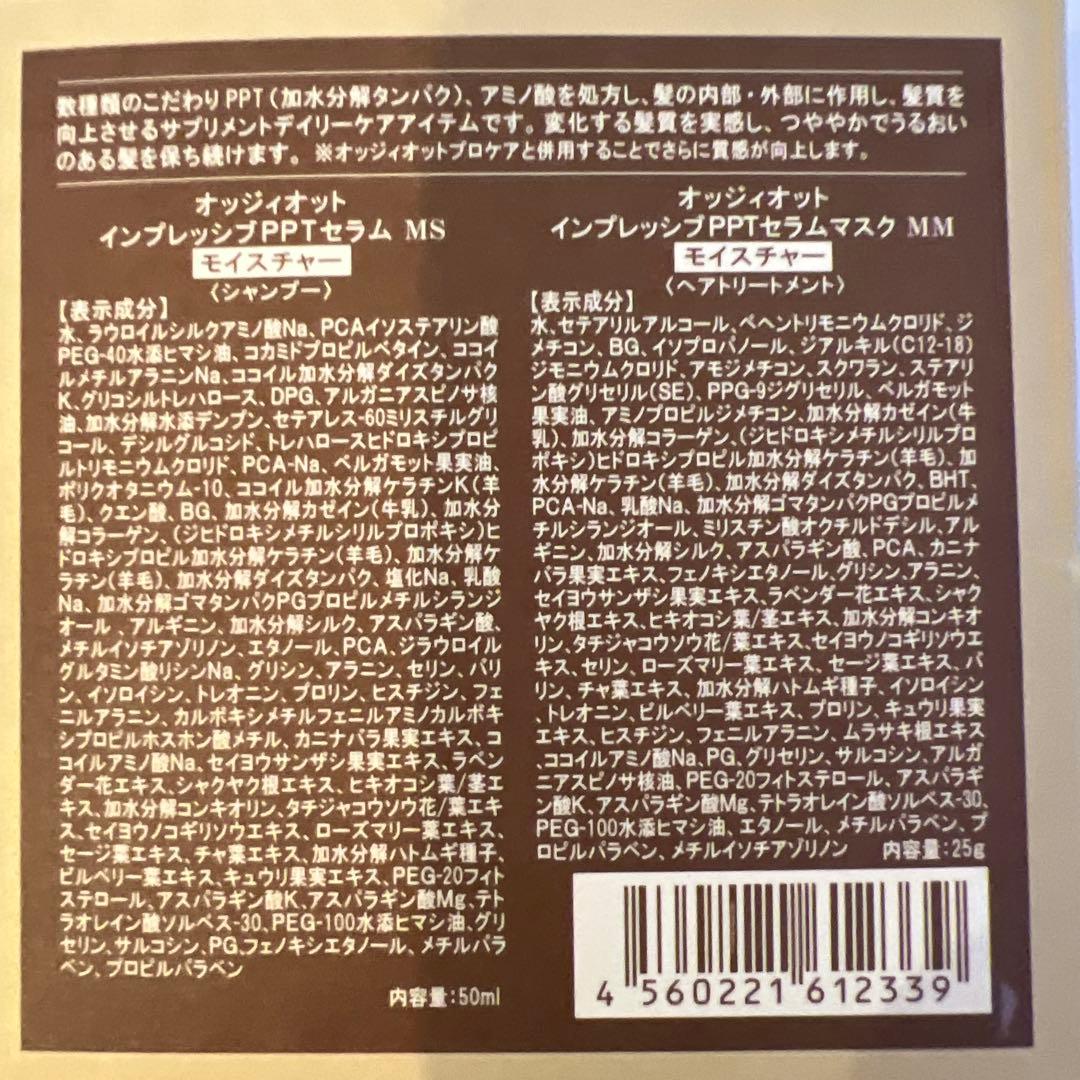 数種類のこだわりPPT(加水分解タンパク)、アミノ酸を処方し、髪の内部・外部に作用し、髪質を
向上させるサプリメントデイリーケアアイテムです。変化する髪質を実感し、つややかでうるおい
のある髪を保ち続けます。 ※オッジィオットプロケアと併用することでさらに質感が向上します。
オッジィオット
インプレッシブPPTセラム MS
モイスチャー
〈シャンプー〉
【表示成分】
水、ラウロイルシルクアミノ酸Na、PCAイソステアリン酸
PEG-40水添ヒマシ油、コカミドプロピルベタイン、ココイ
ルメチルアラニンNa、ココイル加水分解ダイズタンパク
K、グリコシルトレハロース、DPG、アルガニアスピノサ核
油、加水分解水添デンプン、セテアレス-60ミリスチルグリ
コール、デシルグルコシド、トレハロースヒドロキシプロピ
ルトリモニウムクロリド、PCA-Na、ベルガモット果実油、
ポリクオタニウム-10、ココイル加水分解ケラチンK(羊
毛)、クエン酸、BG、加水分解カゼイン(牛乳)、加水分
解コラーゲン、(ジヒドロキシメチルシリルプロポキシ)ヒ
ドロキシプロピル加水分解ケラチン(羊毛)、加水分解ケ
ラチン(羊毛)、加水分解ダイズタンパク、塩化Na、乳酸
Na、加水分解ゴマタンパクPGプロピルメチルシランジ
オール 、アルギニン、加水分解シルク、アスパラギン酸、
メチルイソチアゾリノン、エタノール、PCA、ジラウロイル
グルタミン酸リシンNa、グリシン、アラニン、セリン、バリ
ン、イソロイシン、トレオニン、プロリン、ヒスチジン、フェ
ニルアラニン、カルボキシメチルフェニルアミノカルボキ
シプロピルホスホン酸メチル、カニナバラ果実エキス、コ
コイルアミノ酸Na、セイヨウサンザシ果実エキス、ラベン
ダー花エキス、シャクヤク根エキス、ヒキオコシ葉/茎エ
キス、加水分解コンキオリン、タチジャコウソウ花/葉エキ
ス、セイヨウノコギリソウエキス、ローズマリー葉エキス、
セージ葉エキス、チャ葉エキス、加水分解ハトムギ種子、
ビルベリー葉エキス、キュウリ果実エキス、PEG-20フィト
ステロール、アスパラギン酸K、アスパラギン酸Mg、テト
ラオレイン酸ソルベス-30、PEG-100水添ヒマシ油、グリ
セリン、サルコシン、PG、フェノキシエタノール、メチルパラ
ベン、プロピルパラベン
内容量:50ml
オッジィオット
インプレッシブPPTセラムマスク MM
モイスチャー
〈ヘアトリートメント〉
【表示成分】
水、セテアリルアルコール、ベヘントリモニウムクロリド、ジ
メチコン、BG、イソプロパノール、ジアルキル(C12-18)
ジモニウムクロリド、アモジメチコン、スクワラン、ステアリ
ン酸グリセリル(SE)、PPG-9ジグリセリル、ベルガモット
果実油、アミノプロピルジメチコン、加水分解カゼイン(牛
乳)、加水分解コラーゲン、(ジヒドロキシメチルシリルプロ
ポキシ)ヒドロキシプロピル加水分解ケラチン(羊毛)、加
水分解ケラチン(羊毛)、加水分解ダイズタンパク、BHT、
PCA-Na、乳酸Na、加水分解ゴマタンパクPGプロピルメ
チルシランジオール、ミリスチン酸オクチルドデシル、アル
ギニン、加水分解シルク、アスパラギン酸、PCA、カニナ
バラ果実エキス、フェノキシエタノール、グリシン、アラニン、
セイヨウサンザシ果実エキス、ラベンダー花エキス、シャク
ヤク根エキス、ヒキオコシ葉/茎エキス、加水分解コンキオ
リン、タチジャコウソウ花/葉エキス、セイヨウノコギリソウエ
キス、セリン、ローズマリー葉エキス、セージ葉エキス、バ
リン、チャ葉エキス、加水分解ハトムギ種子、イソロイシン
、トレオニン、ビルベリー葉エキス、プロリン、キュウリ果実
エキス、ヒスチジン、フェニルアラニン、ムラサキ根エキス
、ココイルアミノ酸Na、PG、グリセリン、サルコシン、アルガ
ニアスピノサ核油、PEG-20フィトステロール、アスパラギ
ン酸K、アスパラギン酸Mg、テトラオレイン酸ソルベス-30、
PEG-100水添ヒマシ油、エタノール、メチルパラベン、プ
ロピルパラベン、メチルイソチアゾリノン 内容量:25g
4 560221 612339